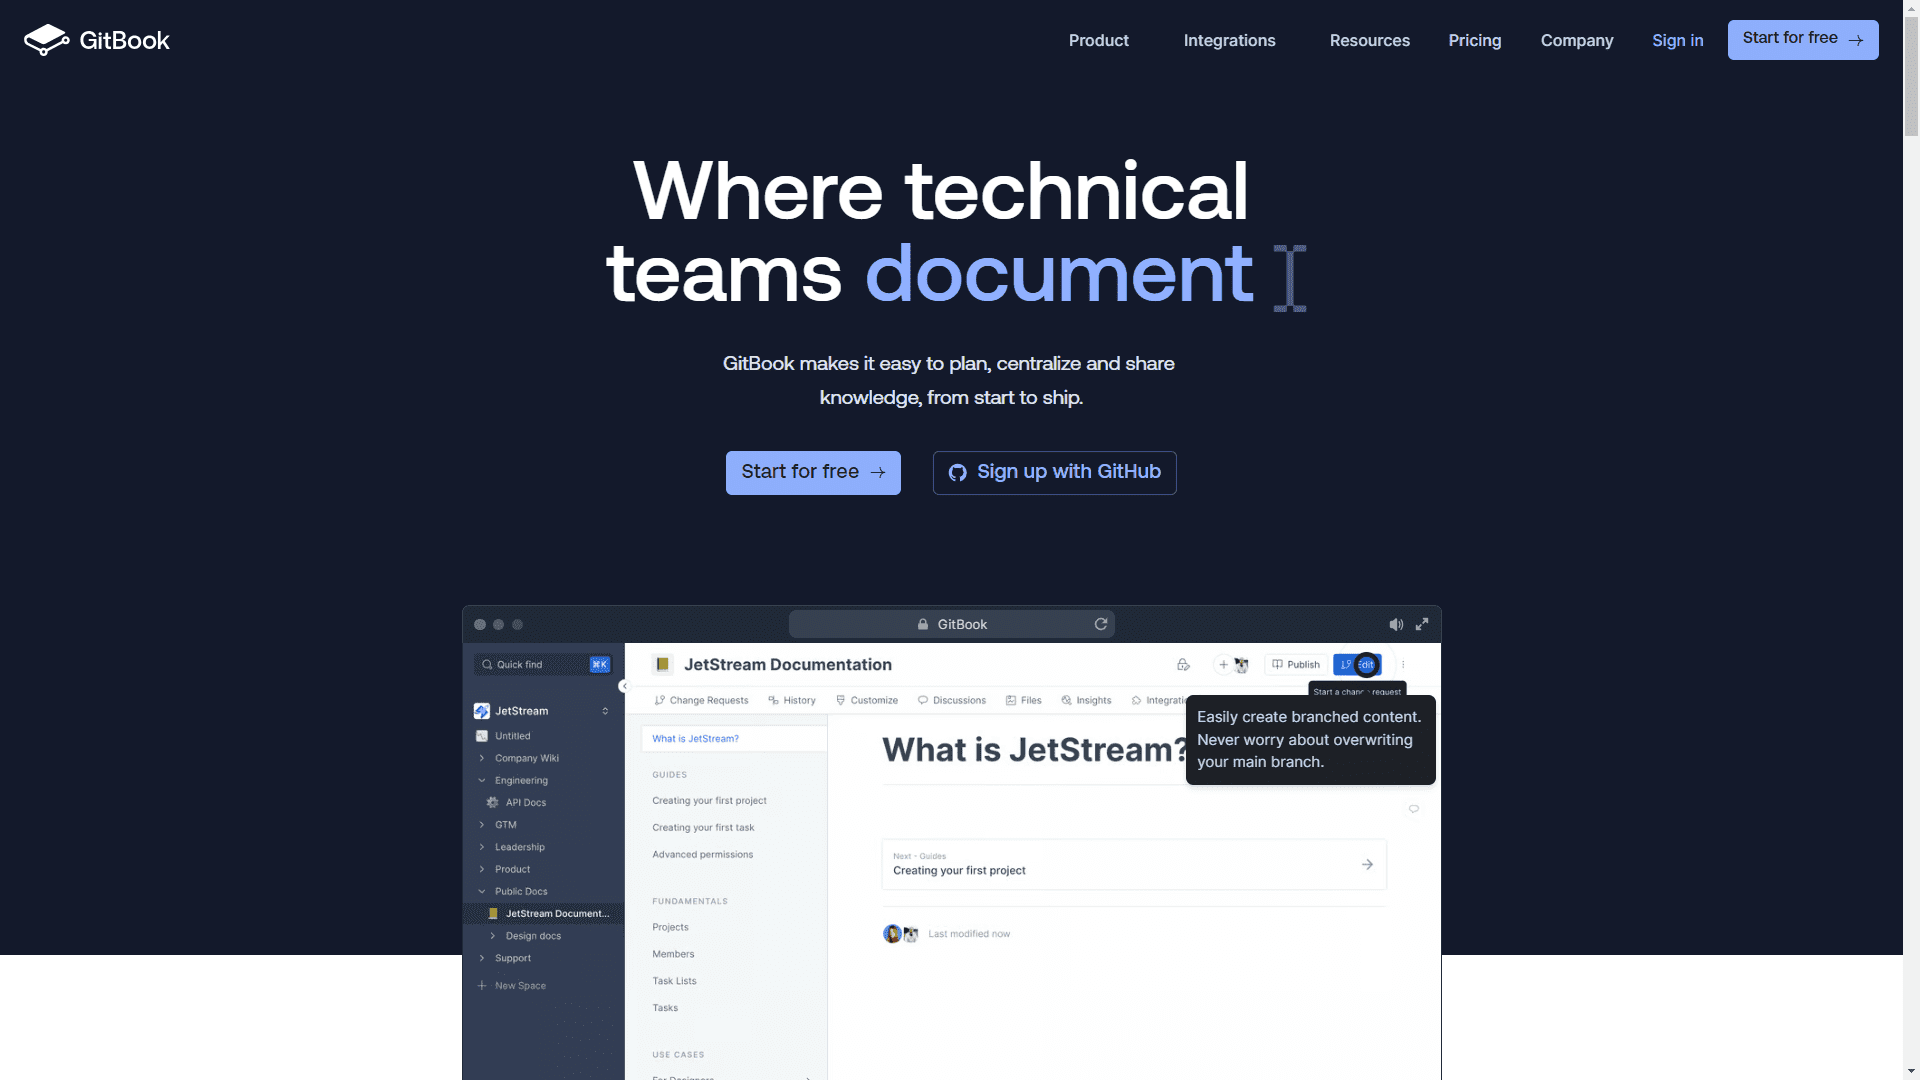 GitBook
Product
Integrations
Resources
Pricing
Company
Sign in
Start for free →
Where technical
teams document
GitBook makes it easy to plan, centralize and share
knowledge, from start to ship.
Start for free →
Sign up with GitHub
GitBook
Quick find
⌘K
JetStream
Untitled
Company Wiki
Engineering
API Docs
GTM
Leadership
Product
Public Docs
JetStream Document...
Design docs
Support
New Space
JetStream Documentation
Publish
Edit
Start a change request
Change Requests
History
Customize
Discussions
Files
Insights
Easily create branched content.
Never worry about overwriting
your main branch.
What is JetStream?
GUIDES
Creating your first project
Creating your first task
Advanced permissions
FUNDAMENTALS
Projects
Members
Task Lists
Tasks
USE CASES
For Designers
What is JetStream?
Next - Guides
Creating your first project
Last modified now